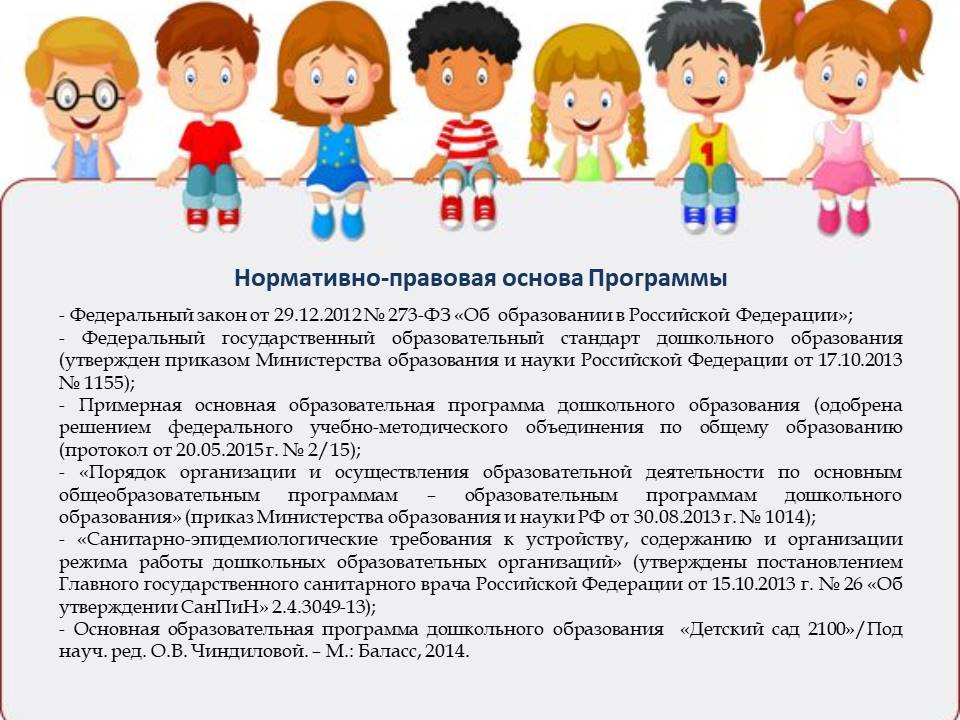 Нормативно-правовая основа Программы
- Федеральный закон от 29.12.2012 № 273-ФЗ «Об образовании в Российской Федерации»;
- Федеральный государственный образовательный стандарт дошкольного образования
(утвержден приказом Министерства образования и науки Российской Федерации от 17.10.2013
№ 1155);
- Примерная основная образовательная программа дошкольного образования (одобрена
решением федерального учебно-методического объединения по общему образованию
(протокол от 20.05.2015 г. № 2/15);
- «Порядок организации и осуществления образовательной деятельности по основным
общеобразовательным программам – образовательным программам дошкольного
образования» (приказ Министерства образования и науки РФ от 30.08.2013 г. № 1014);
- «Санитарно-эпидемиологические требования к устройству, содержанию и организации
режима работы дошкольных образовательных организаций» (утверждены постановлением
Главного государственного санитарного врача Российской Федерации от 15.10.2013 г. № 26 «Об
утверждении СанПиН» 2.4.3049-13);
- Основная образовательная программа дошкольного образования «Детский сад 2100»/Под
науч. ред. О.В. Чиндиловой. – М.: Баласс, 2014.
1